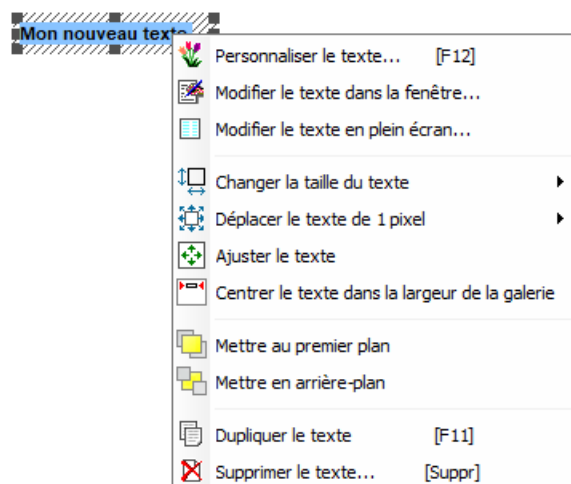 Mon nouveau texte
Personnaliser le texte... [F12]
Modifier le texte dans la fenêtre...
Modifier le texte en plein écran...
Changer la taille du texte
Déplacer le texte de 1 pixel
Ajuster le texte
Centrer le texte dans la largeur de la galerie
Mettre au premier plan
Mettre en arrière-plan
Dupliquer le texte [F11]
Supprimer le texte... [Suppr]